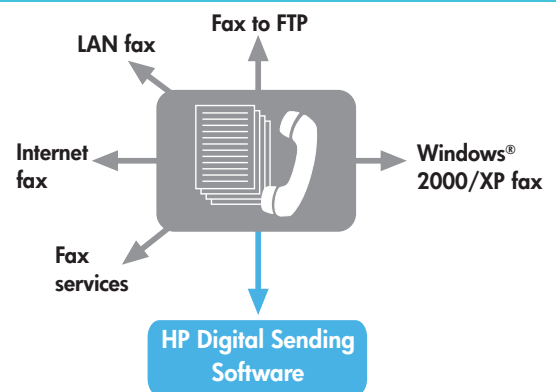 Fax to FTP
LAN fax
Internet
fax
Windows®
2000/XP fax
Fax
services
HP Digital Sending
Software